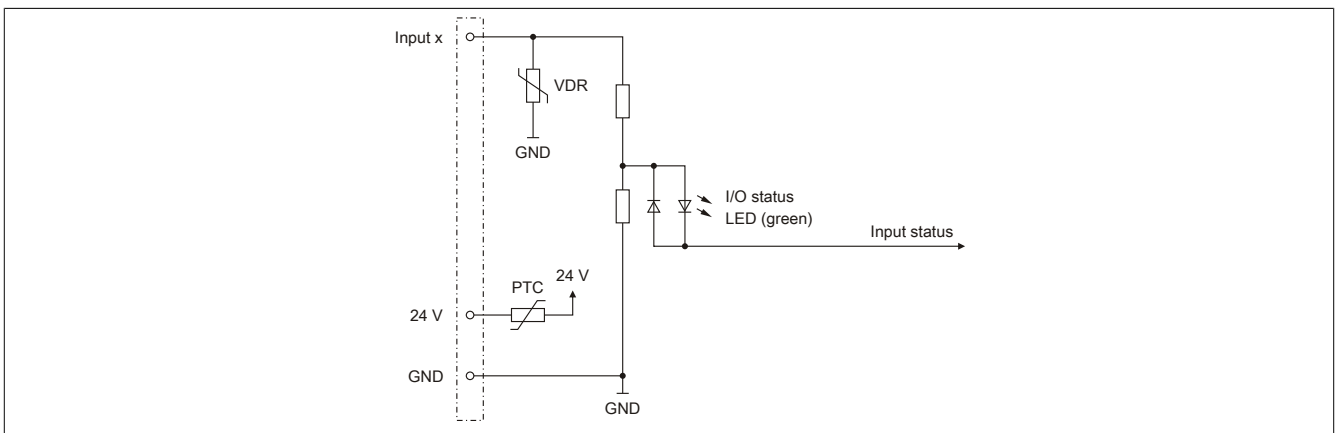 Input x
VDR
GND
I/O status
LED (green)
Input status
24 V
PTC
24 V
GND
GND